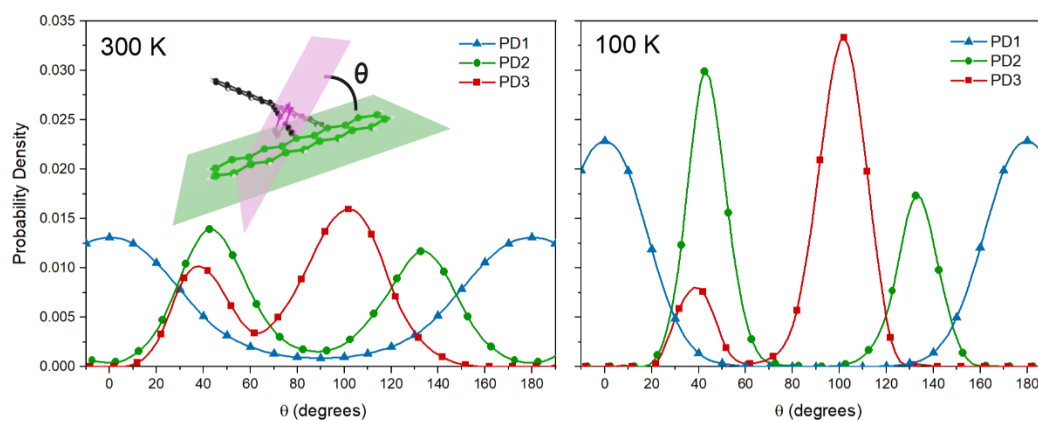 300 K
PD1
PD2
PD3
θ
0.035
0.030
0.025
0.020
0.015
0.010
0.005
0.000
Probability Density
0 20 40 60 80 100 120 140 160 180
θ (degrees)
100 K
PD1
PD2
PD3
0 20 40 60 80 100 120 140 160 180
θ (degrees)